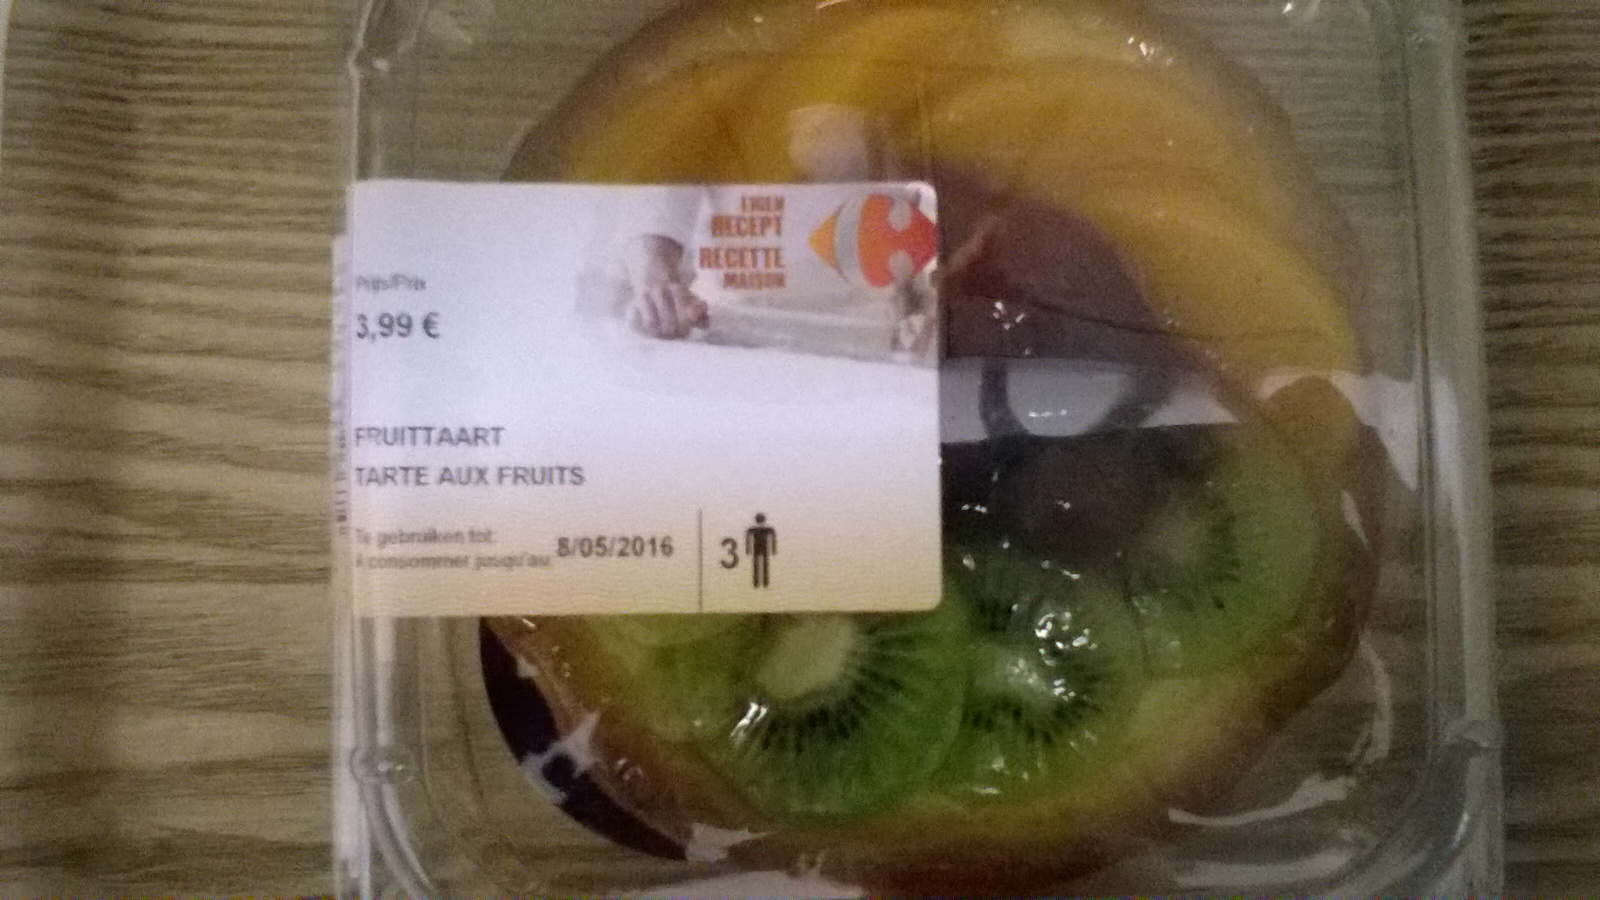 EIGEN
RECEPT
RECETTE
MAISON
Prijs/Prix
3,99 €
FRUITTAART
TARTE AUX FRUITS
Te gebruiken tot:
A consommer jusqu'au:
8/05/2016
3